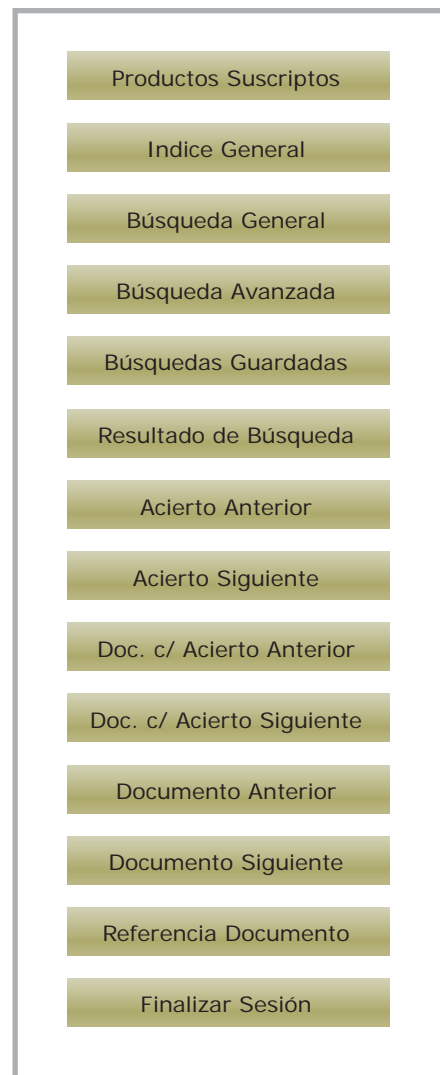 Productos Suscriptos
Indice General
Búsqueda General
Búsqueda Avanzada
Búsquedas Guardadas
Resultado de Búsqueda
Acierto Anterior
Acierto Siguiente
Doc. c/ Acierto Anterior
Doc. c/ Acierto Siguiente
Documento Anterior
Documento Siguiente
Referencia Documento
Finalizar Sesión